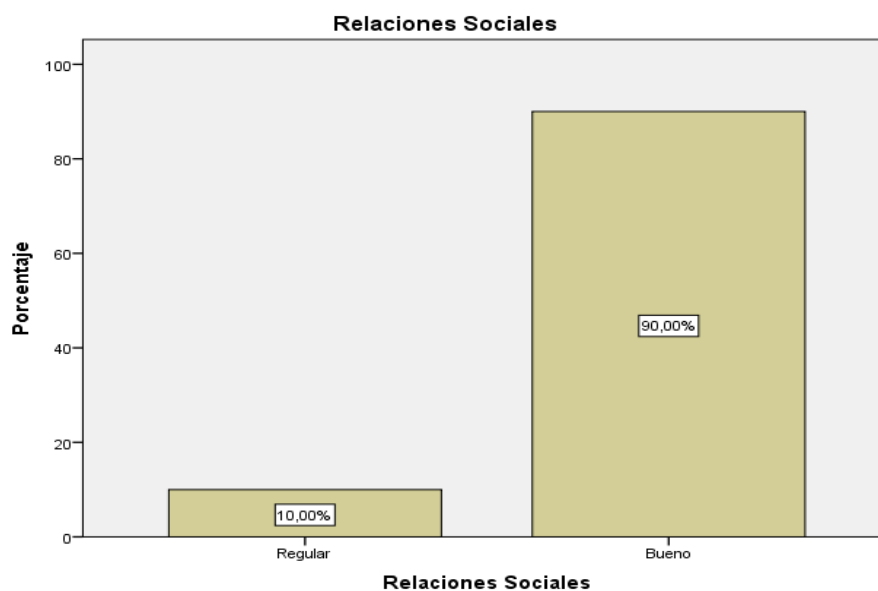 Relaciones Sociales
100
80
60
40
20
0
Porcentaje
10,00%
90,00%
Regular
Bueno
Relaciones Sociales